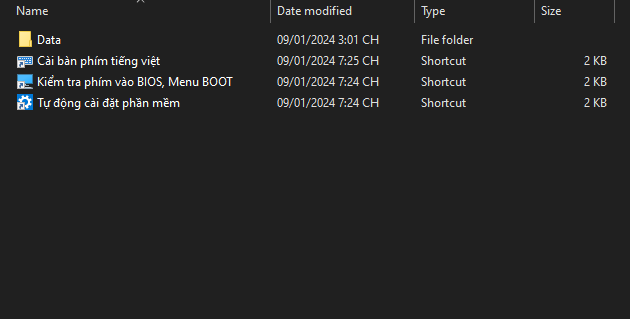 Name Date modified Type Size
Data 09/01/2024 3:01 CH File folder
Cài bàn phím tiếng việt 09/01/2024 7:25 CH Shortcut 2 KB
Kiểm tra phím vào BIOS, Menu BOOT 09/01/2024 7:24 CH Shortcut 2 KB
Tự động cài đặt phần mềm 09/01/2024 7:24 CH Shortcut 2 KB